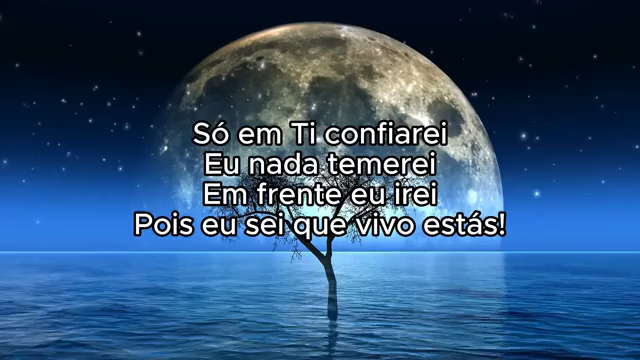 Só em Ti confiarei
Eu nada temerei
Em frente eu irei
Pois eu sei que vivo estás!